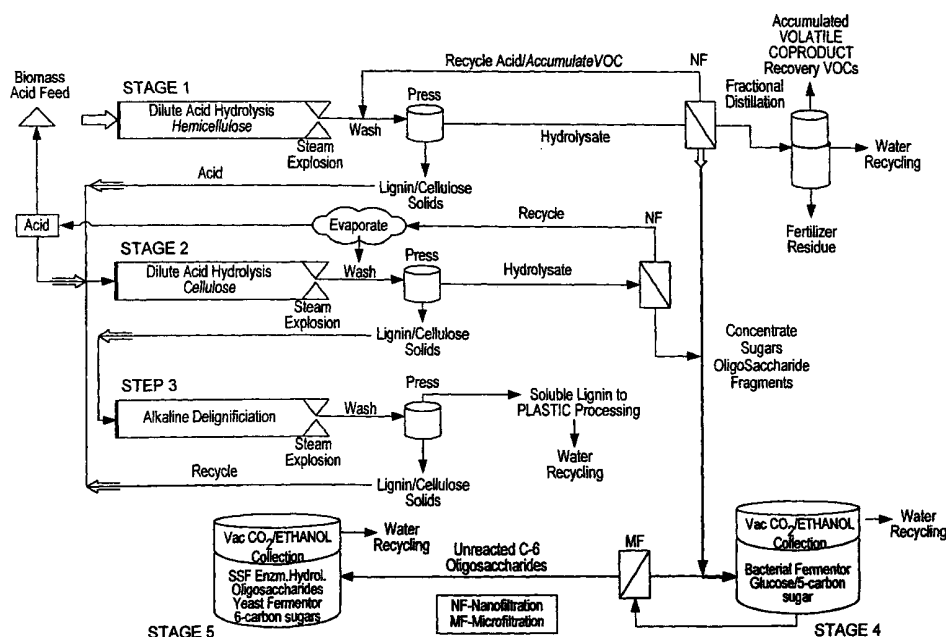 Accumulated
VOLATILE
COPRODUCT
Recovery VOCs
Recycle Acid/AccumulateVOC
NF
Biomass
Acid Feed
STAGE 1
Press
Fractional
Distillation
Dilute Acid Hydrolysis
Hemicellulose
Wash
Hydrolysate
Steam
Explosion
Water
Recycling
Acid
Lignin/Cellulose
Solids
Fertilizer
Residue
Acid
Evaporate
Recycle
NF
STAGE 2
Press
Dilute Acid Hydrolysis
Cellulose
Wash
Hydrolysate
Steam
Explosion
Lignin/Cellulose
Solids
Concentrate
Sugars
OligoSaccharide
Fragments
STEP 3
Press
Soluble Lignin to
PLASTIC Processing
Alkaline Delignificiation
Wash
Steam
Explosion
Water
Recycling
Recycle
Lignin/Cellulose
Solids
Vac CO2/ETHANOL
Collection
Water
Recycling
SSF Enzm.Hydrol.
Oligosaccharides
Yeast Fermentor
6-carbon sugars
STAGE 5
Unreacted C-6
Oligosaccharides
MF
NF-Nanofiltration
MF-Microfiltration
Vac CO2/ETHANOL
Collection
Water
Recycling
Bacterial Fermentor
Glucose/5-carbon
sugar
STAGE 4